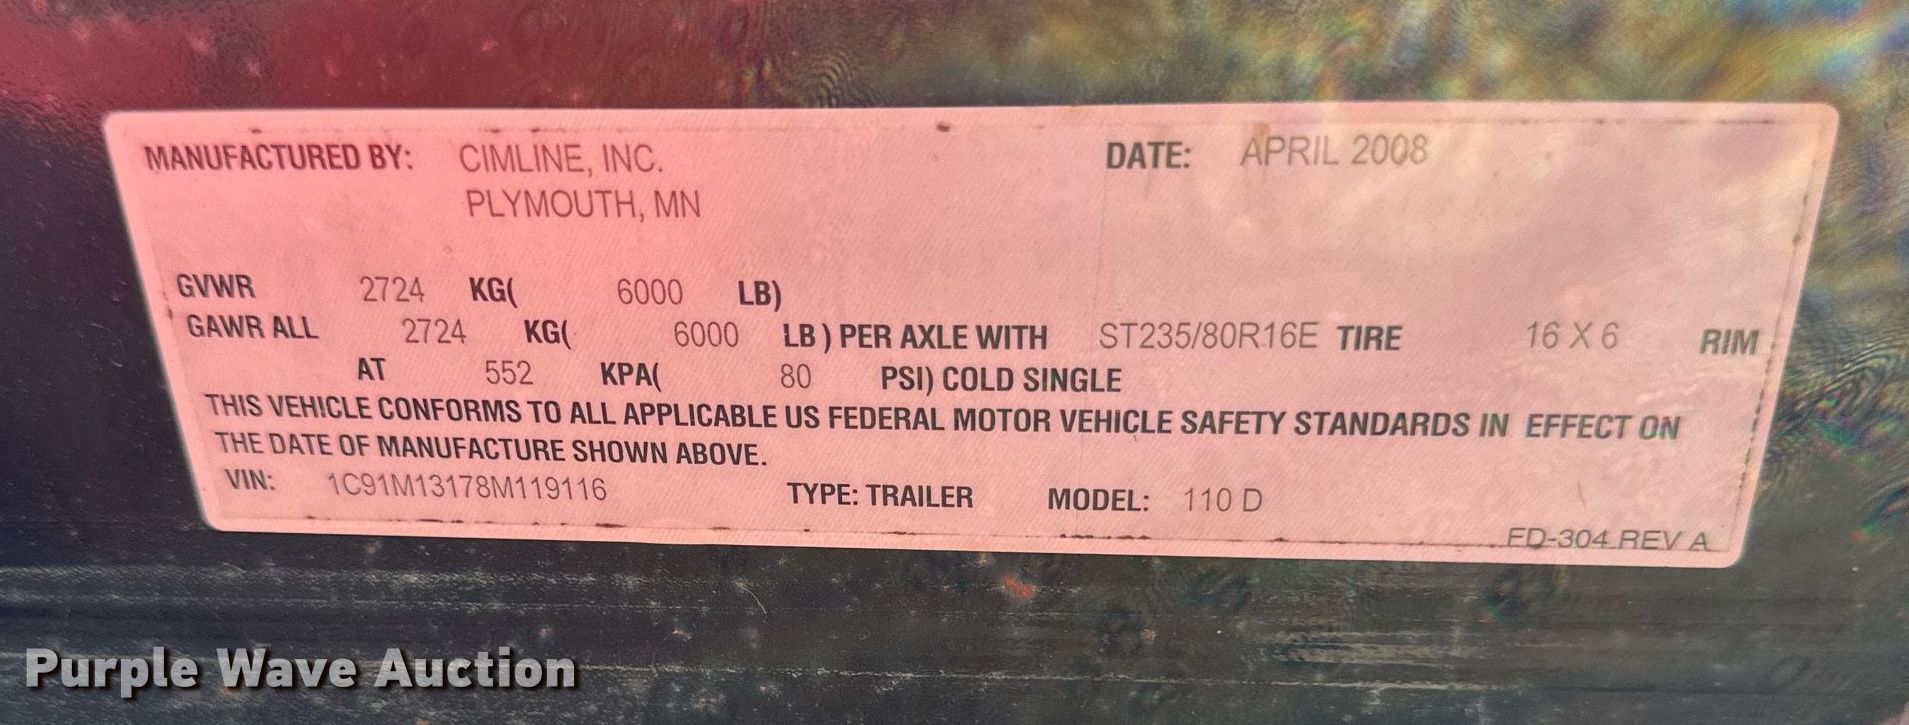 MANUFACTURED BY: CIMLINE, INC. DATE: APRIL 2008
PLYMOUTH, MN
GVWR 2724 KG( 6000 LB)
GAWR ALL 2724 KG( 6000 LB ) PER AXLE WITH ST235/80R16E TIRE 16 X 6 RIM
AT 552 KPA( 80 PSI) COLD SINGLE
THIS VEHICLE CONFORMS TO ALL APPLICABLE US FEDERAL MOTOR VEHICLE SAFETY STANDARDS IN EFFECT ON
THE DATE OF MANUFACTURE SHOWN ABOVE.
VIN: 1C91M13178M119116 TYPE: TRAILER MODEL: 110 D
FD-304 REV A
Purple Wave Auction